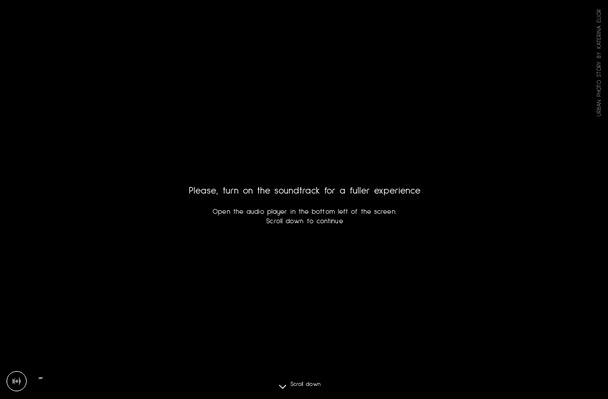 URBAN PHOTO STORY BY KATERINA ELIOR
Please, turn on the soundtrack for a fuller experience
Open the audio player in the bottom left of the screen.
Scroll down to continue
Scroll down